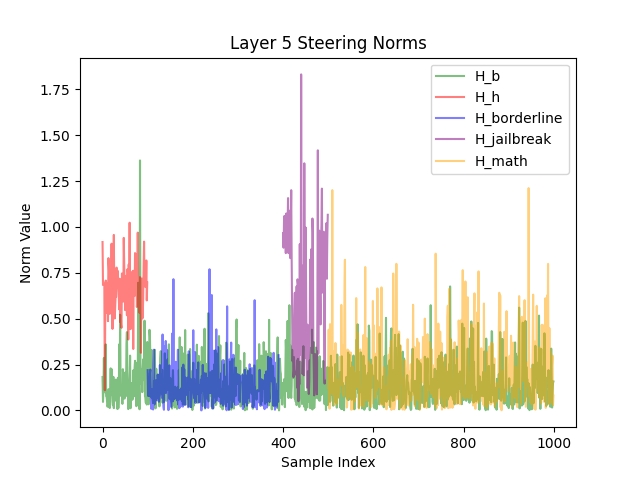 Layer 5 Steering Norms
H_b
H_h
H_borderline
H_jailbreak
H_math
Norm Value
1.75
1.50
1.25
1.00
0.75
0.50
0.25
0.00
0
200
400
600
800
1000
Sample Index